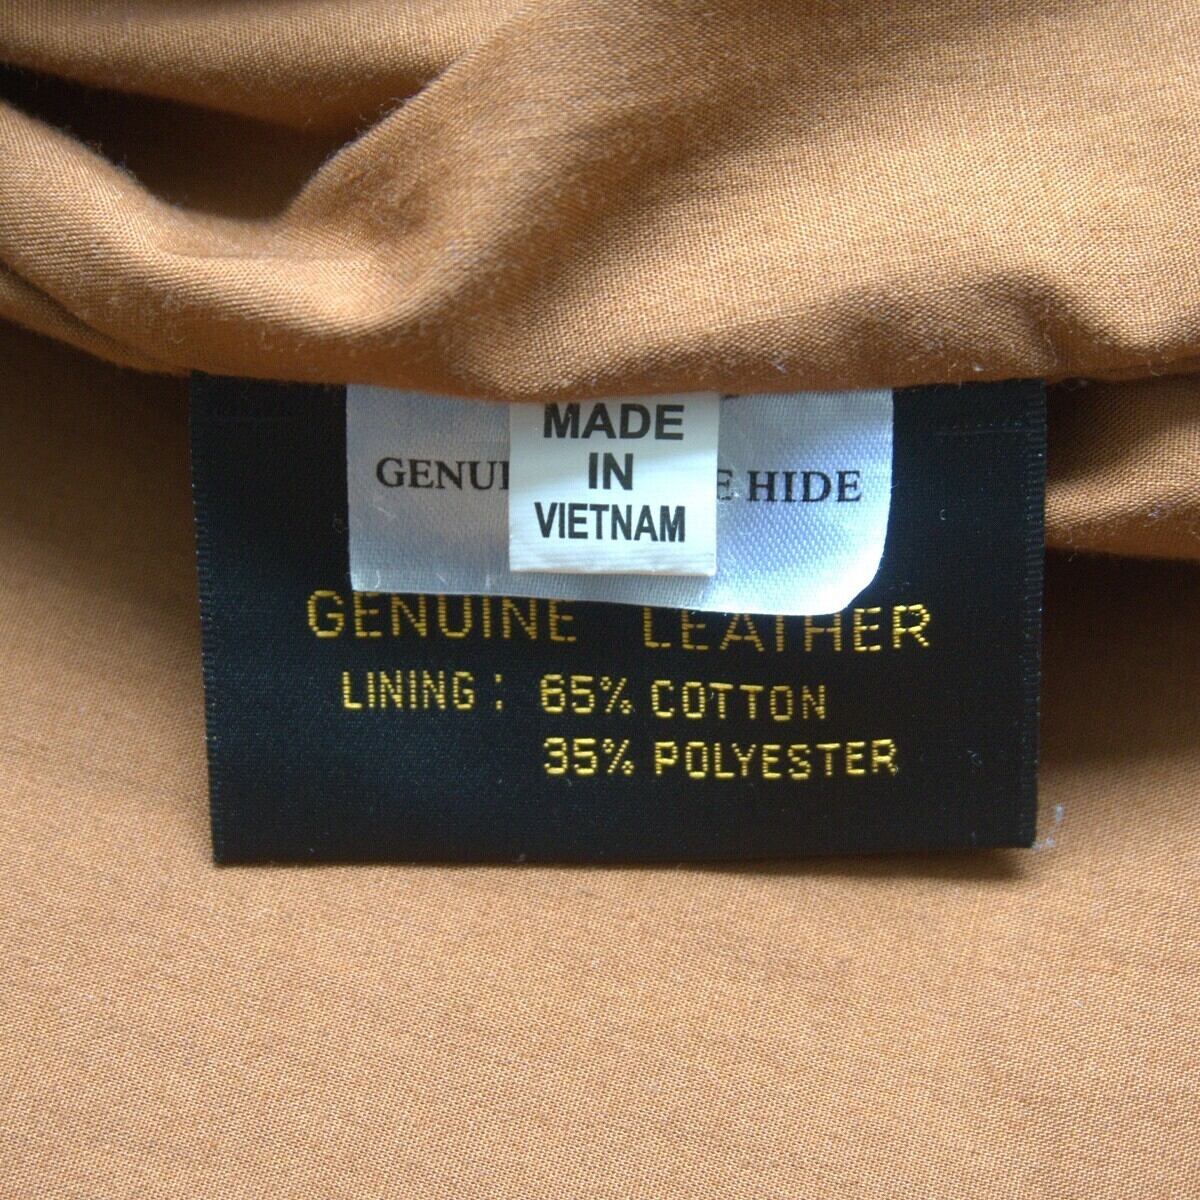 MADE
IN
VIETNAM
GENUI
E HIDE
GENUINE LEATHER
LINING: 65% COTTON
35% POLYESTER